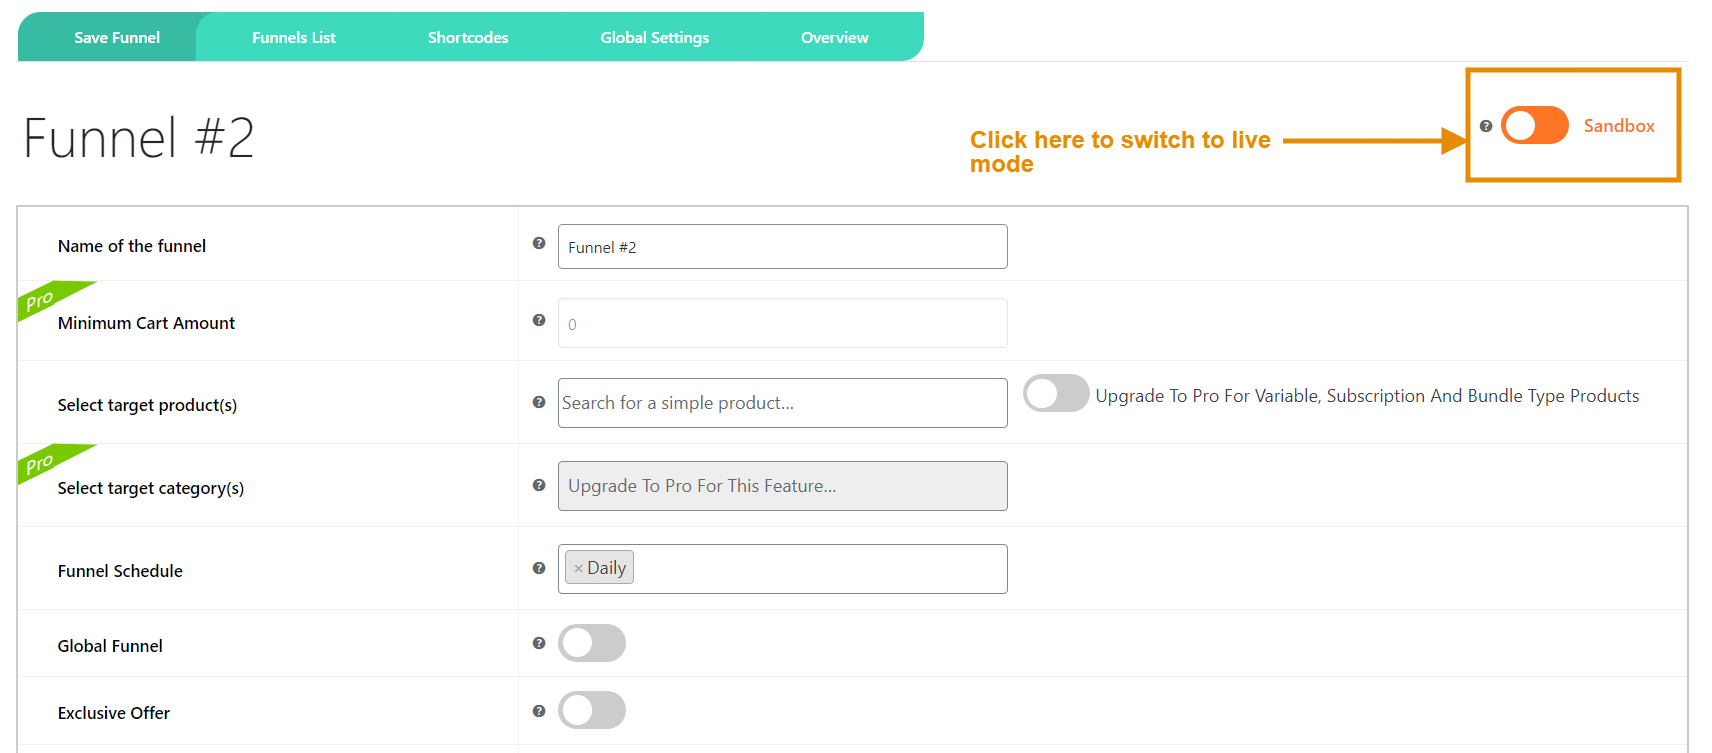 Save Funnel
Funnels List
Shortcodes
Global Settings
Overview
Funnel #2
Click here to switch to live
mode
Sandbox
Name of the funnel
Funnel #2
Pro
Minimum Cart Amount
0
Select target product(s)
Search for a simple product...
Upgrade To Pro For Variable, Subscription And Bundle Type Products
Pro
Select target category(s)
Upgrade To Pro For This Feature...
Funnel Schedule
× Daily
Global Funnel
Exclusive Offer